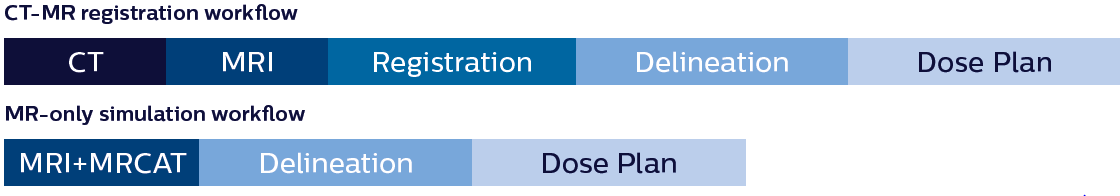 CT-MR registration workflow
CT MRI Registration Delineation Dose Plan
MR-only simulation workflow
MRI+MRCAT Delineation Dose Plan